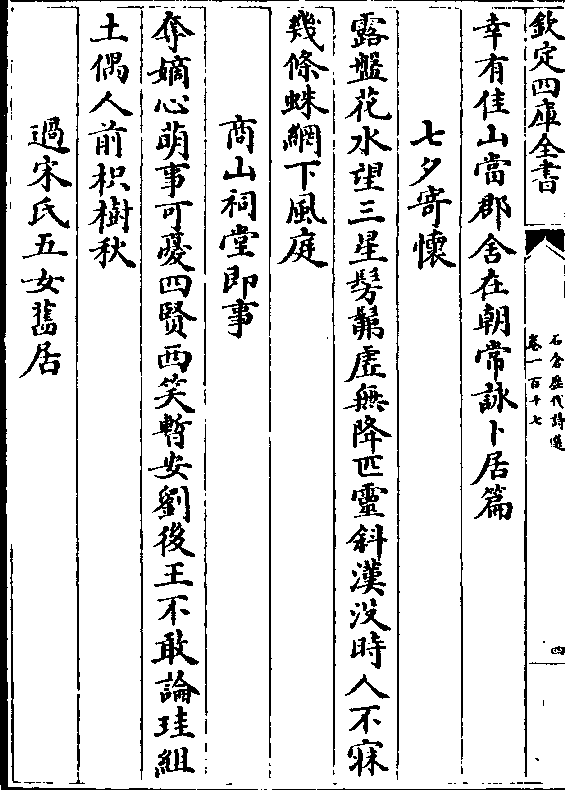 欽定四庫全書
石倉歷代詩選
卷一百十七
四
幸有佳山當郡舍在朝常詠卜居篇
七夕寄懷
露盤花水望三星髣髴虛無降匹靈斜漢沒時人不寐
幾條蛛網下風庭
商山祠堂即事
奪嫡心萌事可憂四賢西笑暫安劉後王不敢論珪組
土偶人前枳樹秋
過宋氏五女舊居